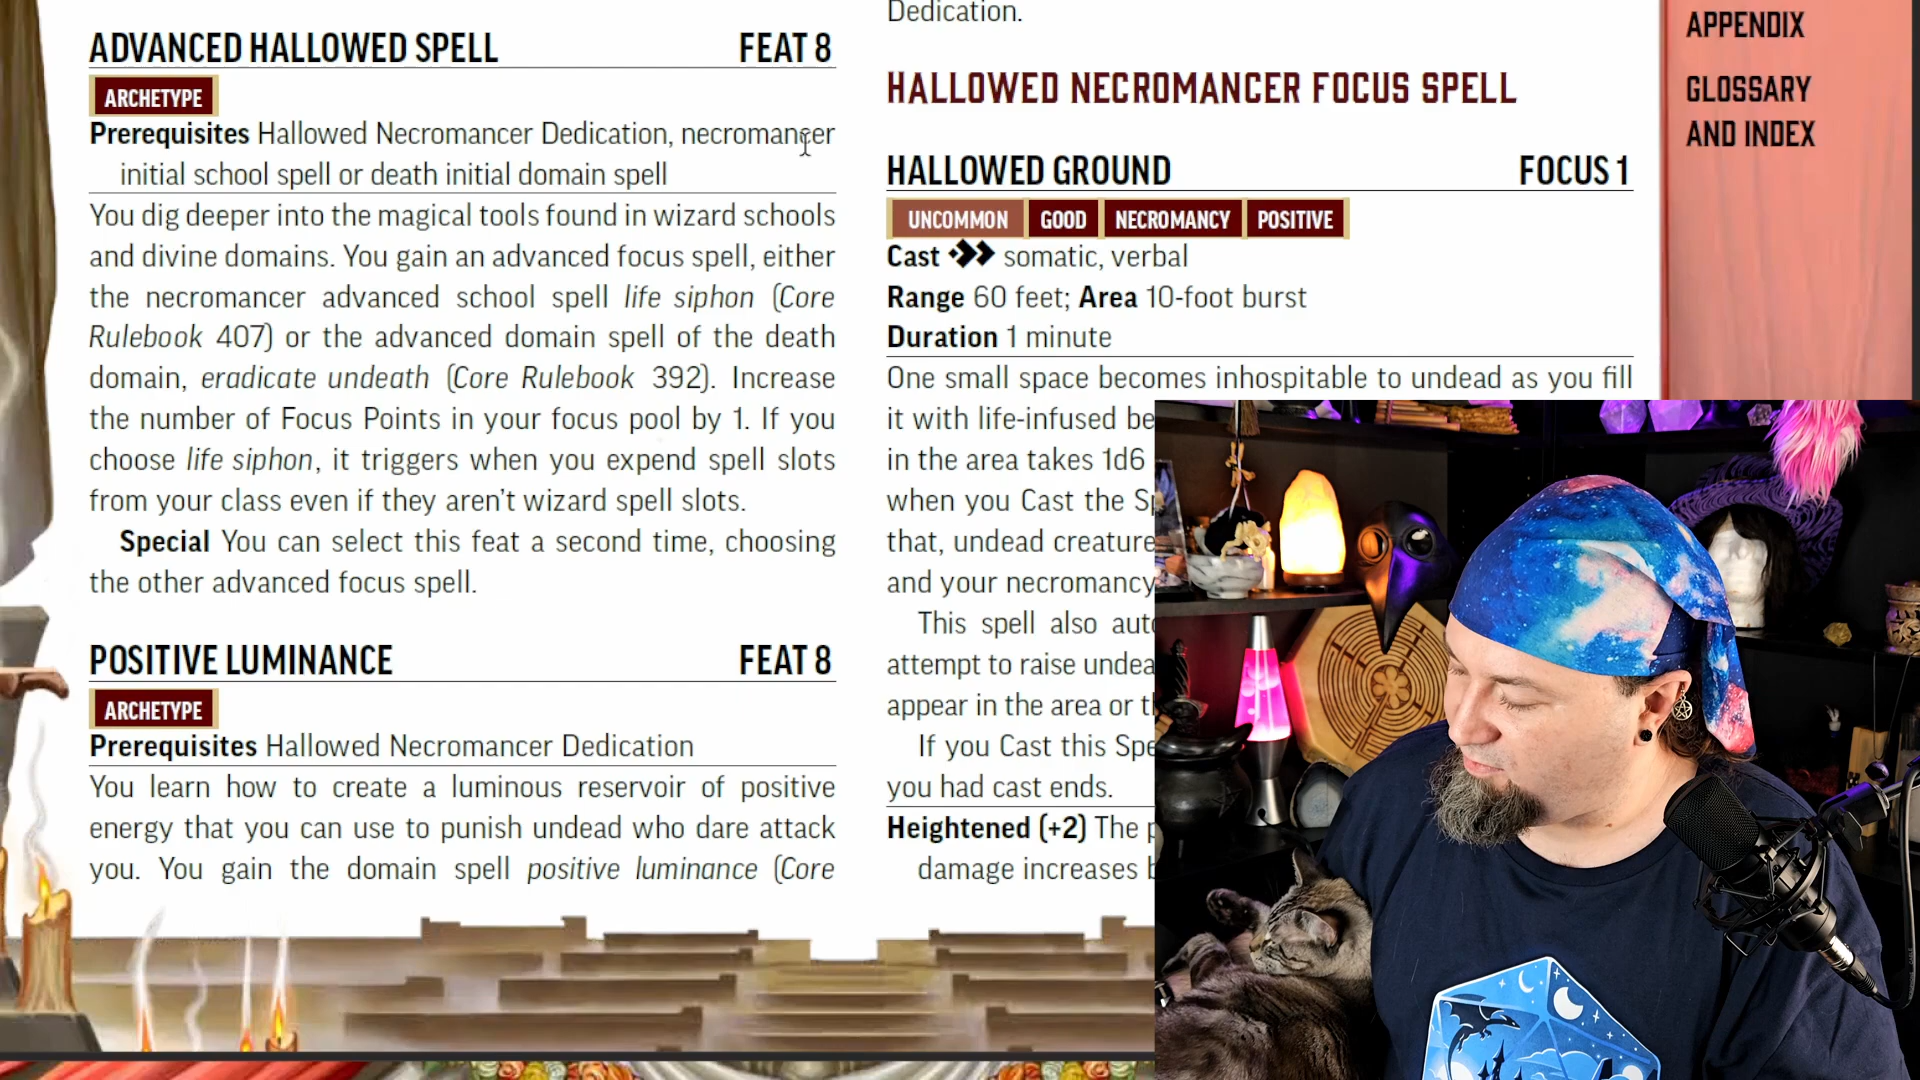 ADVANCED HALLOWED SPELL FEAT 8
ARCHETYPE
Prerequisites Hallowed Necromancer Dedication, necromancer
initial school spell or death initial domain spell
You dig deeper into the magical tools found in wizard schools
and divine domains. You gain an advanced focus spell, either
the necromancer advanced school spell life siphon (Core
Rulebook 407) or the advanced domain spell of the death
domain, eradicate undeath (Core Rulebook 392). Increase
the number of Focus Points in your focus pool by 1. If you
choose life siphon, it triggers when you expend spell slots
from your class even if they aren't wizard spell slots.
Special You can select this feat a second time, choosing
the other advanced focus spell.
POSITIVE LUMINANCE FEAT 8
ARCHETYPE
Prerequisites Hallowed Necromancer Dedication
You learn how to create a luminous reservoir of positive
energy that you can use to punish undead who dare attack
you. You gain the domain spell positive luminance (Core
Dedication.
HALLOWED NECROMANCER FOCUS SPELL
HALLOWED GROUND FOCUS 1
UNCOMMON GOOD NECROMANCY POSITIVE
Cast somatic, verbal
Range 60 feet; Area 10-foot burst
Duration 1 minute
One small space becomes inhospitable to undead as you fill
it with life-infused
in the area takes 1d6
when you Cast the
that, undead
and your necromancy
This spell also
attempt to raise
appear in the area or
If you Cast this
you had cast ends.
Heightened (+2) The
damage increases
APPENDIX
GLOSSARY
AND INDEX